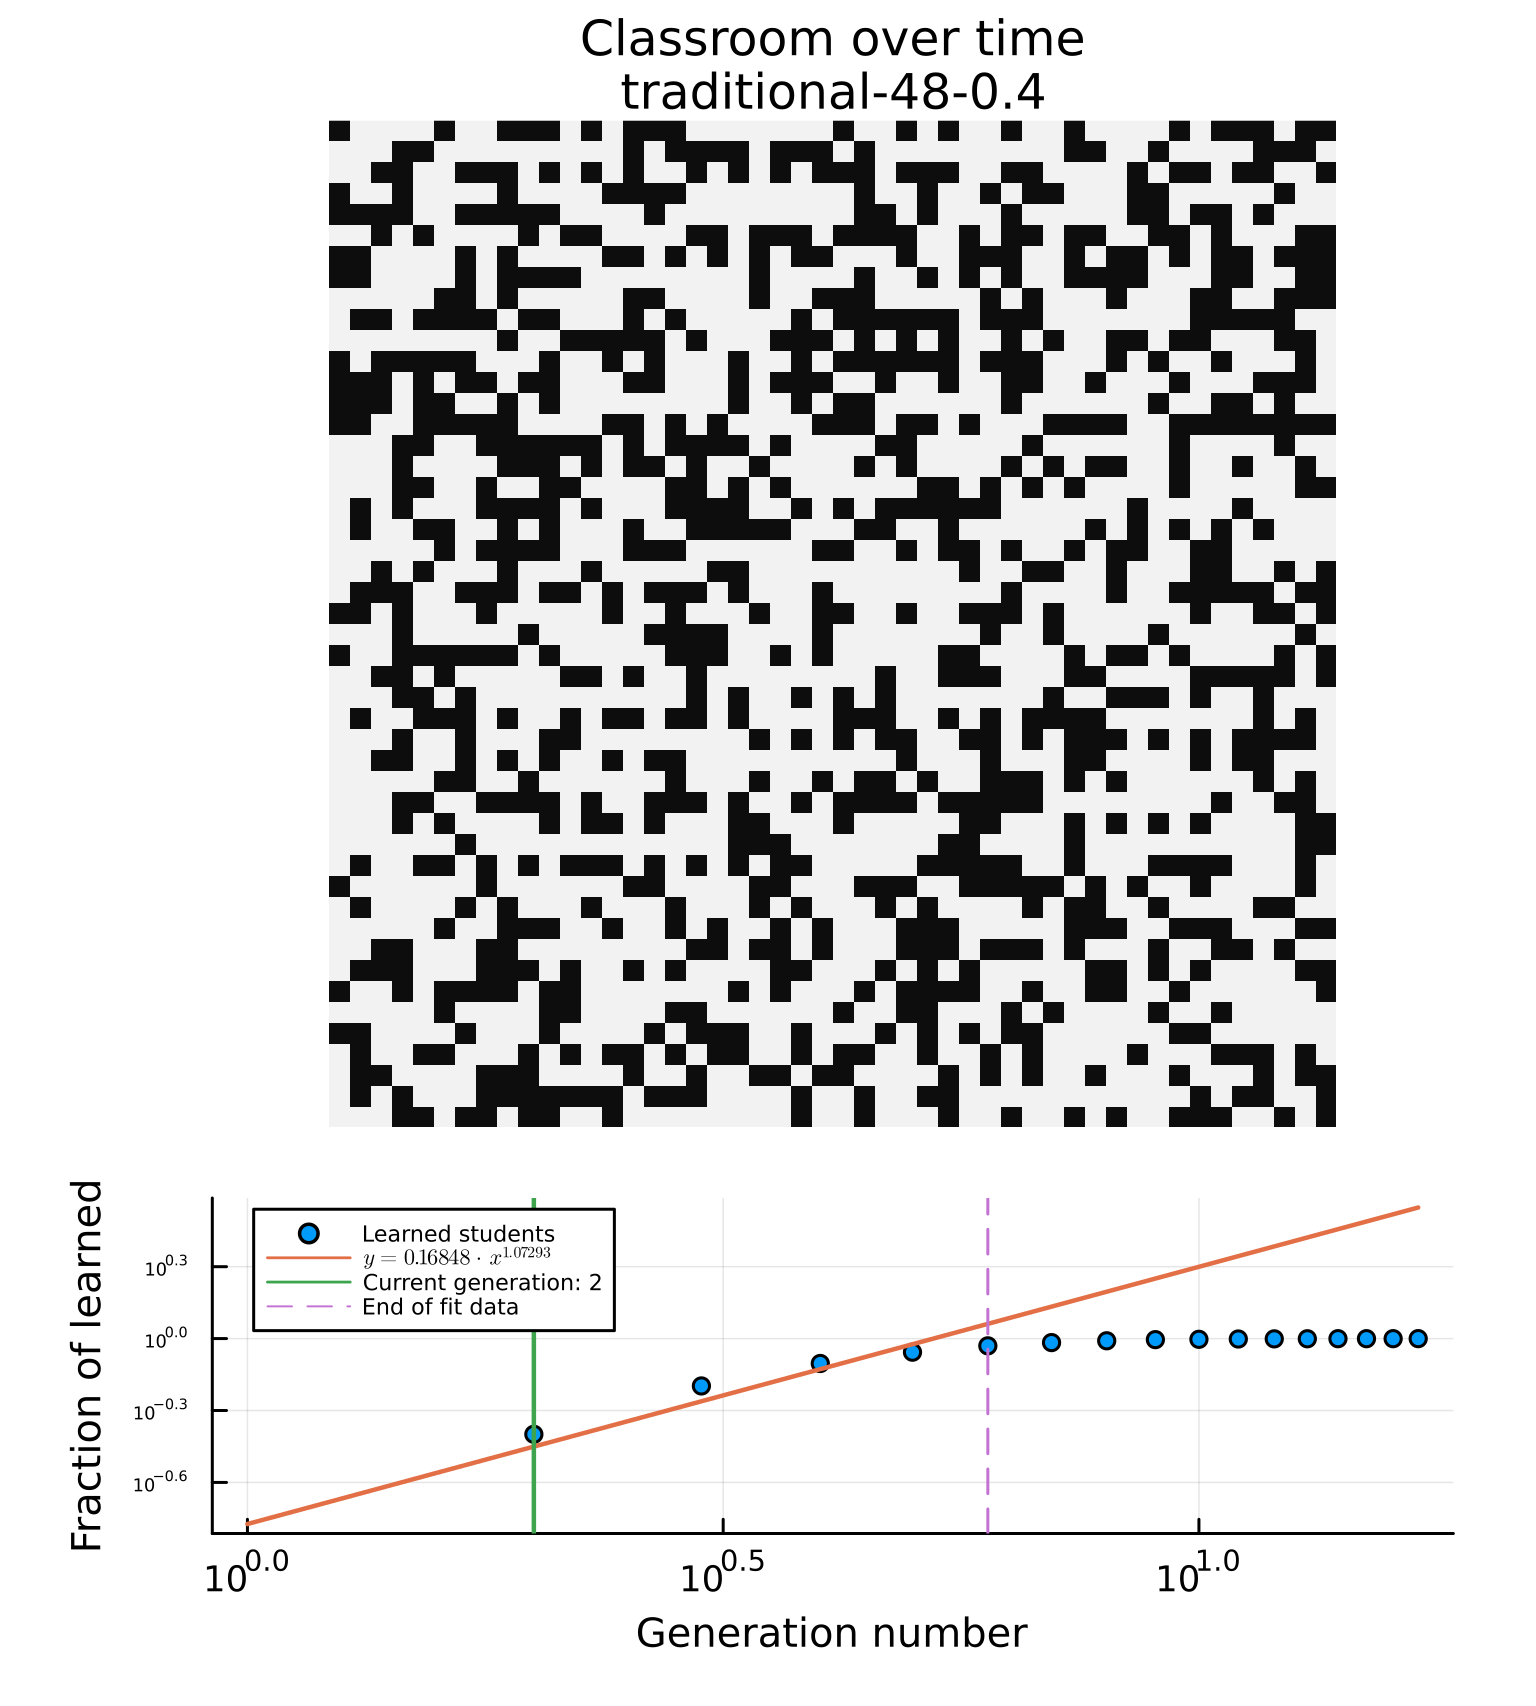 Classroom over time
traditional-48-0.4
Fraction of learned
Learned students
y = 0.16848 · x^1.07293
Current generation: 2
End of fit data
10^0.3
10^0.0
10^−0.3
10^−0.6
10^0.0 10^0.5 10^1.0
Generation number